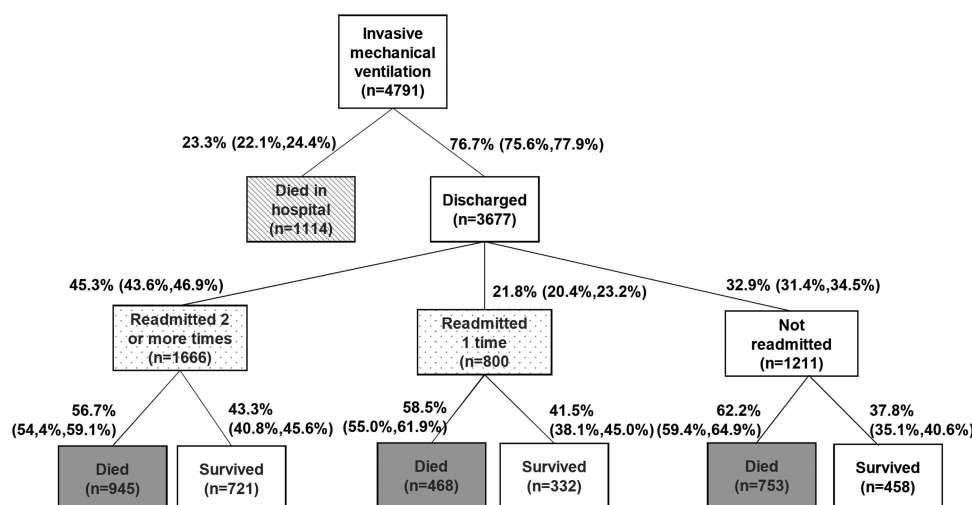 Invasive
mechanical
ventilation
(n=4791)
23.3% (22.1%,24.4%)
76.7% (75.6%,77.9%)
Died in
hospital
(n=1114)
Discharged
(n=3677)
45.3% (43.6%,46.9%)
21.8% (20.4%,23.2%)
32.9% (31.4%,34.5%)
Readmitted 2
or more times
(n=1666)
Readmitted
1 time
(n=800
Not
readmitted
(n=1211)
56.7%
(54,4%,59.1%)
43.3%
(40.8%,45.6%)
58.5%
(55.0%,61.9%)
41.5%
(38.1%,45.0%)
62.2%
(59.4%,64.9%)
37.8%
(35.1%,40.6%)
Died
(n=945)
Survived
(n=721)
Died
(n=468)
Survived
(n=332)
Died
(n=753)
Survived
(n=458)